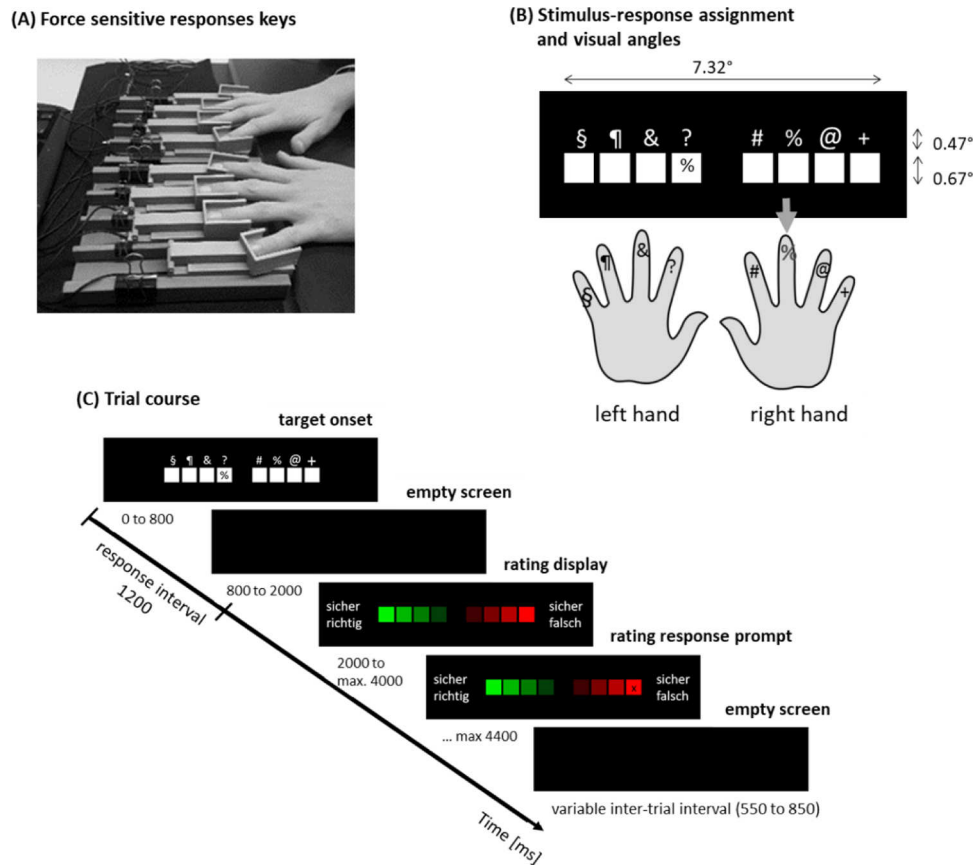 (A) Force sensitive responses keys
(B) Stimulus-response assignment
and visual angles
7.32°
§ ¶ & ? # % @ +
%
0.47°
0.67°
§ ¶ & ? # % @ +
left hand right hand
(C) Trial course
target onset
§ ¶ & ? # % @ +
%
0 to 800
empty screen
response interval
1200
800 to 2000
rating display
sicher
richtig
sicher
falsch
2000 to
max. 4000
rating response prompt
sicher
richtig
x
sicher
falsch
... max 4400
empty screen
variable inter-trial interval (550 to 850)
Time [ms]